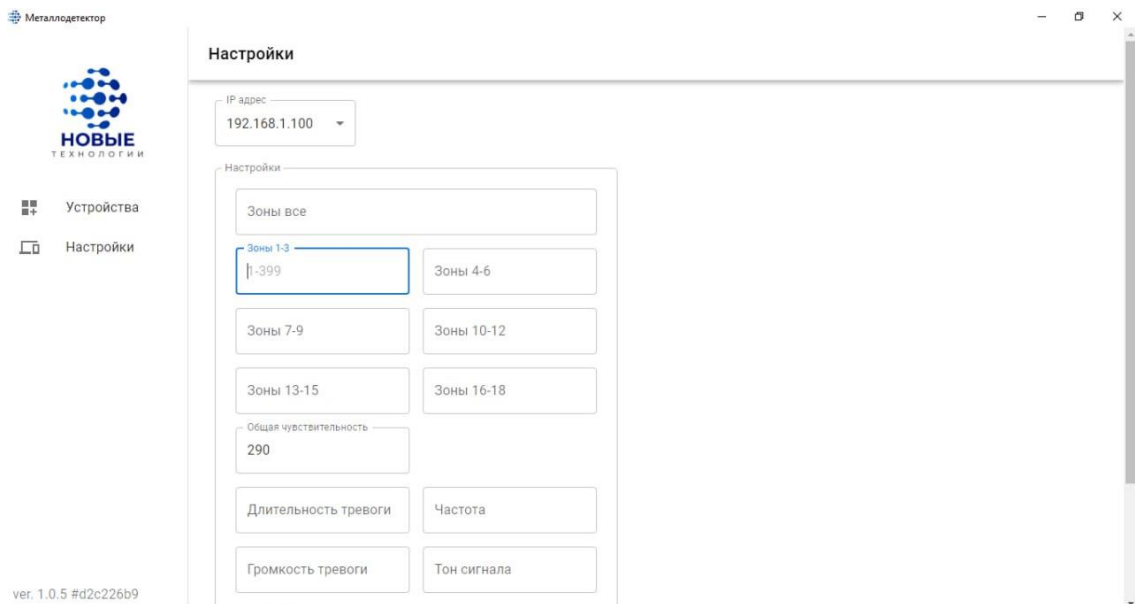 Металлодетектор
Настройки
НОВЫЕ
ТЕХНОЛОГИИ
Устройства
Настройки
IP адрес
192.168.1.100
Настройки
Зоны все
Зоны 1-3
1-399
Зоны 4-6
Зоны 7-9
Зоны 10-12
Зоны 13-15
Зоны 16-18
Общая чувствительность
290
Длительность тревоги
Частота
Громкость тревоги
Тон сигнала
ver. 1.0.5 #d2c226b9